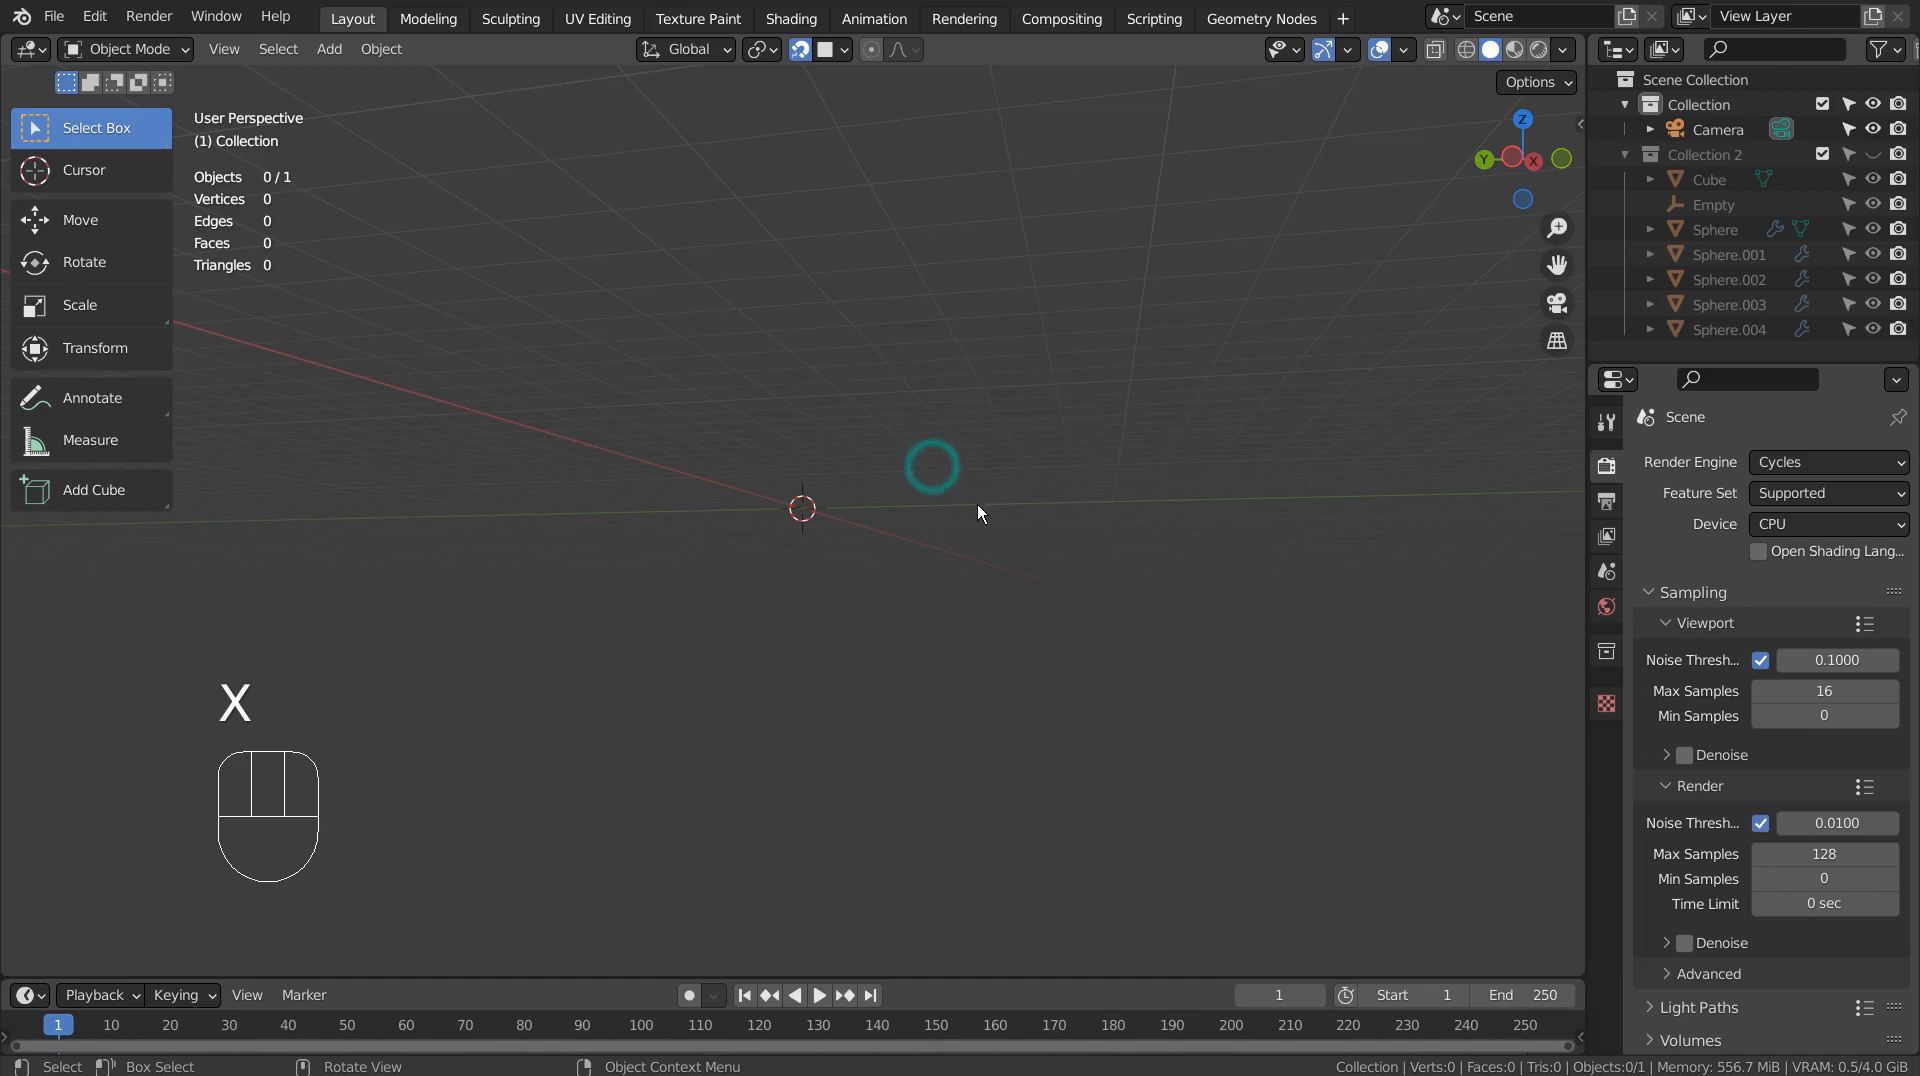 File Edit Render Window Help Layout Modeling Sculpting UV Editing Texture Paint Shading Animation Rendering Compositing Scripting Geometry Nodes + Scene View Layer
Object Mode View Select Add Object Global
Options
Select Box
Cursor
Move
Rotate
Scale
Transform
Annotate
Measure
Add Cube
User Perspective
(1) Collection
Objects 0 / 1
Vertices 0
Edges 0
Faces 0
Triangles 0
Z
Y X
X
Scene Collection
Collection
Camera
Collection 2
Cube
Empty
Sphere
Sphere.001
Sphere.002
Sphere.003
Sphere.004
Scene
Render Engine Cycles
Feature Set Supported
Device CPU
Open Shading Lang...
Sampling
Viewport
Noise Thresh... 0.1000
Max Samples 16
Min Samples 0
Denoise
Render
Noise Thresh... 0.0100
Max Samples 128
Min Samples 0
Time Limit 0 sec
Denoise
Advanced
Light Paths
Volumes
Playback Keying View Marker 1 Start 1 End 250
1 10 20 30 40 50 60 70 80 90 100 110 120 130 140 150 160 170 180 190 200 210 220 230 240 250
Select Box Select Rotate View Object Context Menu Collection | Verts:0 | Faces:0 | Tris:0 | Objects:0/1 | Memory: 556.7 MiB | VRAM: 0.5/4.0 GiB